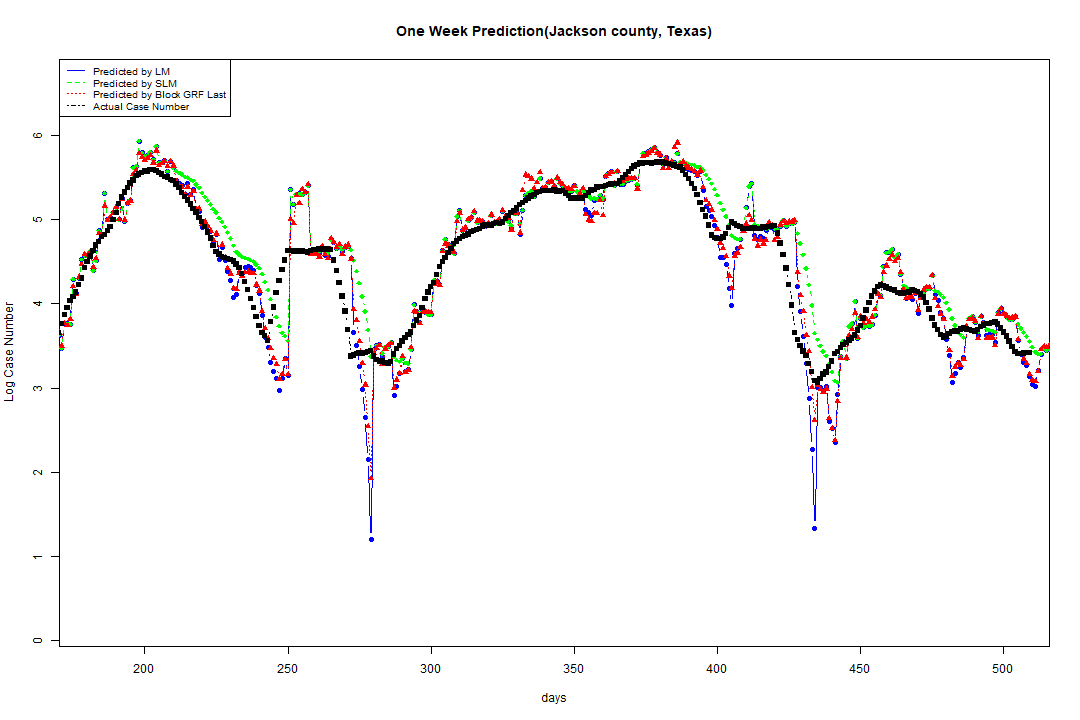 One Week Prediction(Jackson county, Texas)
Predicted by LM
Predicted by SLM
Predicted by Block GRF Last
Actual Case Number
6
5
4
3
2
1
0
Log Case Number
200 250 300 350 400 450 500
days